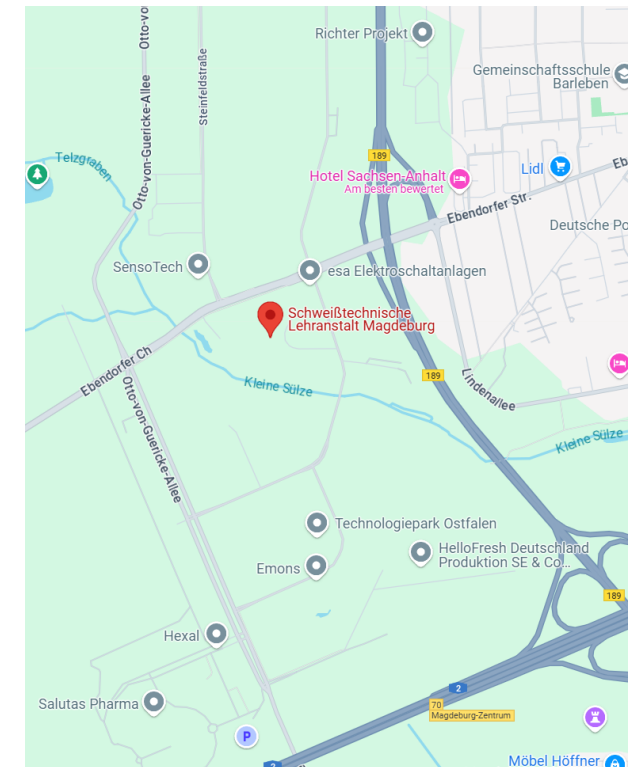 Otto-von-Guericke-Allee
Otto-vo
Steinfeldstraße
Richter Projekt
Gemeinschaftsschule
Barleben
189
Telzgraben
Hotel Sachsen-Anhalt
Am besten bewertet
Lidl
Eb
Ebendorfer Str.
Deutsche Po
SensoTech
esa Elektroschaltanlagen
Schweißtechnische
Lehranstalt Magdeburg
Ebendorfer Ch
Otto-von-Guericke-Allee
Kleine Sülze
189
Lindenallee
Kleine Sülze
Technologiepark Ostfalen
HelloFresh Deutschland
Produktion SE & Co...
Emons
189
Hexal
2
Salutas Pharma
70
Magdeburg-Zentrum
P
Möbel Höffner
2